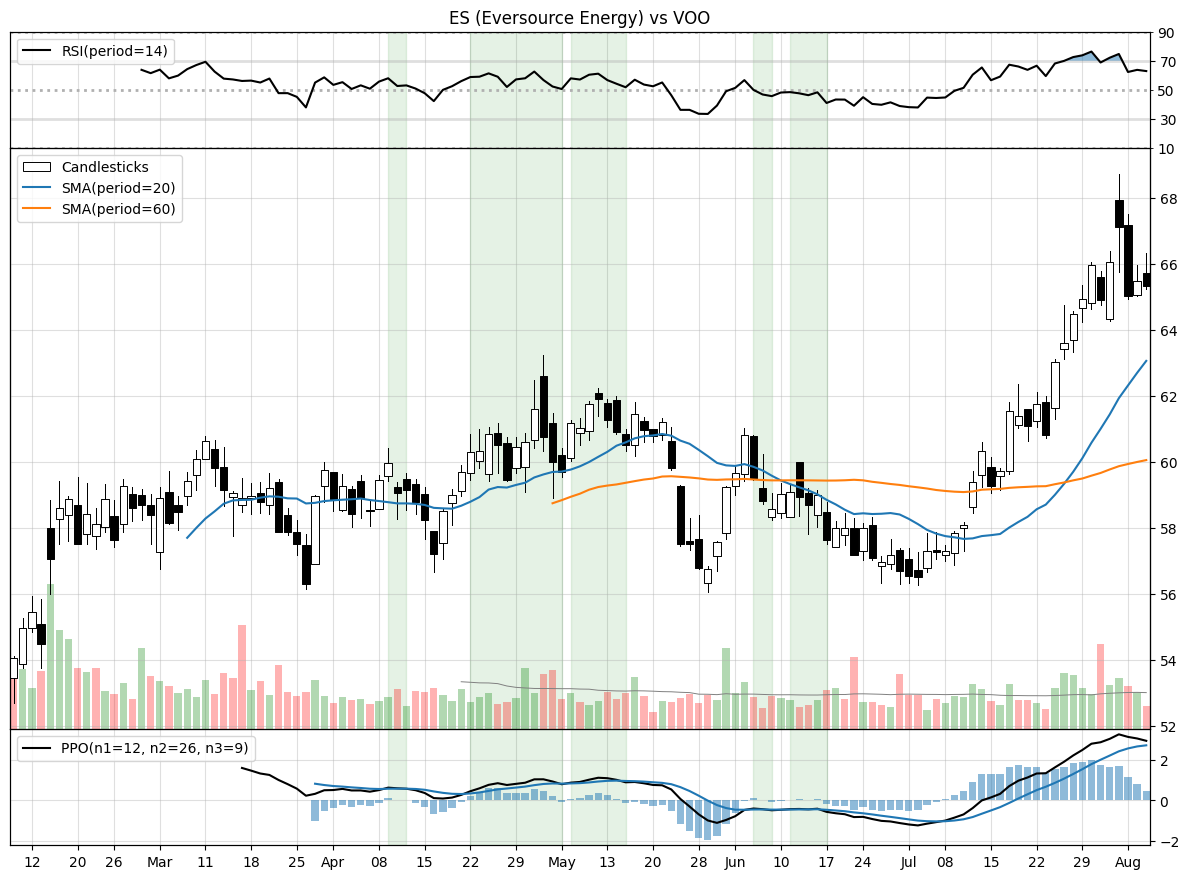 ES (Eversource Energy) vs VOO
RSI(period=14)
90
70
50
30
10
Candlesticks
SMA(period=20)
SMA(period=60)
68
66
64
62
60
58
56
54
52
PPO(n1=12, n2=26, n3=9)
2
0
−2
12 20 26 Mar 11 18 25 Apr 08 15 22 29 May 13 20 28 Jun 10 17 24 Jul 08 15 22 29 Aug